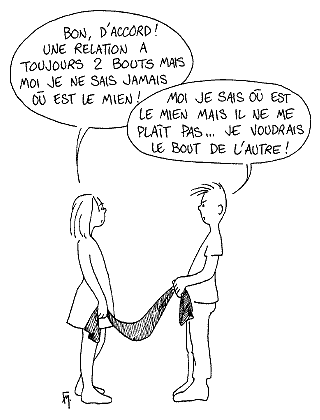 BON, D'ACCORD!
UNE RELATION A
TOUJOURS 2 BOUTS MAIS
MOI JE NE SAIS JAMAIS
OÙ EST LE MIEN!
MOI JE SAIS OÙ EST
LE MIEN MAIS IL NE ME
PLAÎT PAS... JE VOUDRAIS
LE BOUT DE L'AUTRE!